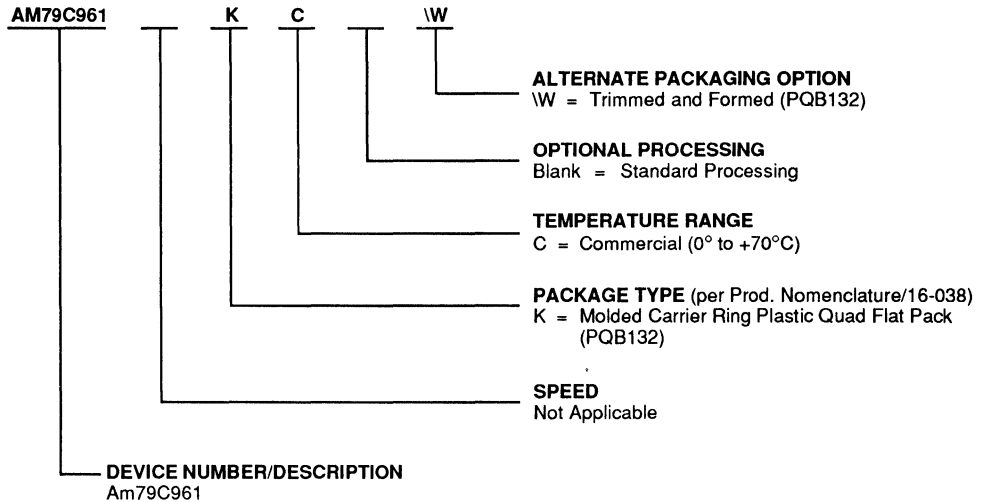 AM79C961 K C \W
ALTERNATE PACKAGING OPTION
\W = Trimmed and Formed (PQB132)
OPTIONAL PROCESSING
Blank = Standard Processing
TEMPERATURE RANGE
C = Commercial (0° to +70°C)
PACKAGE TYPE (per Prod. Nomenclature/16-038)
K = Molded Carrier Ring Plastic Quad Flat Pack
(PQB132)
SPEED
Not Applicable
DEVICE NUMBER/DESCRIPTION
Am79C961